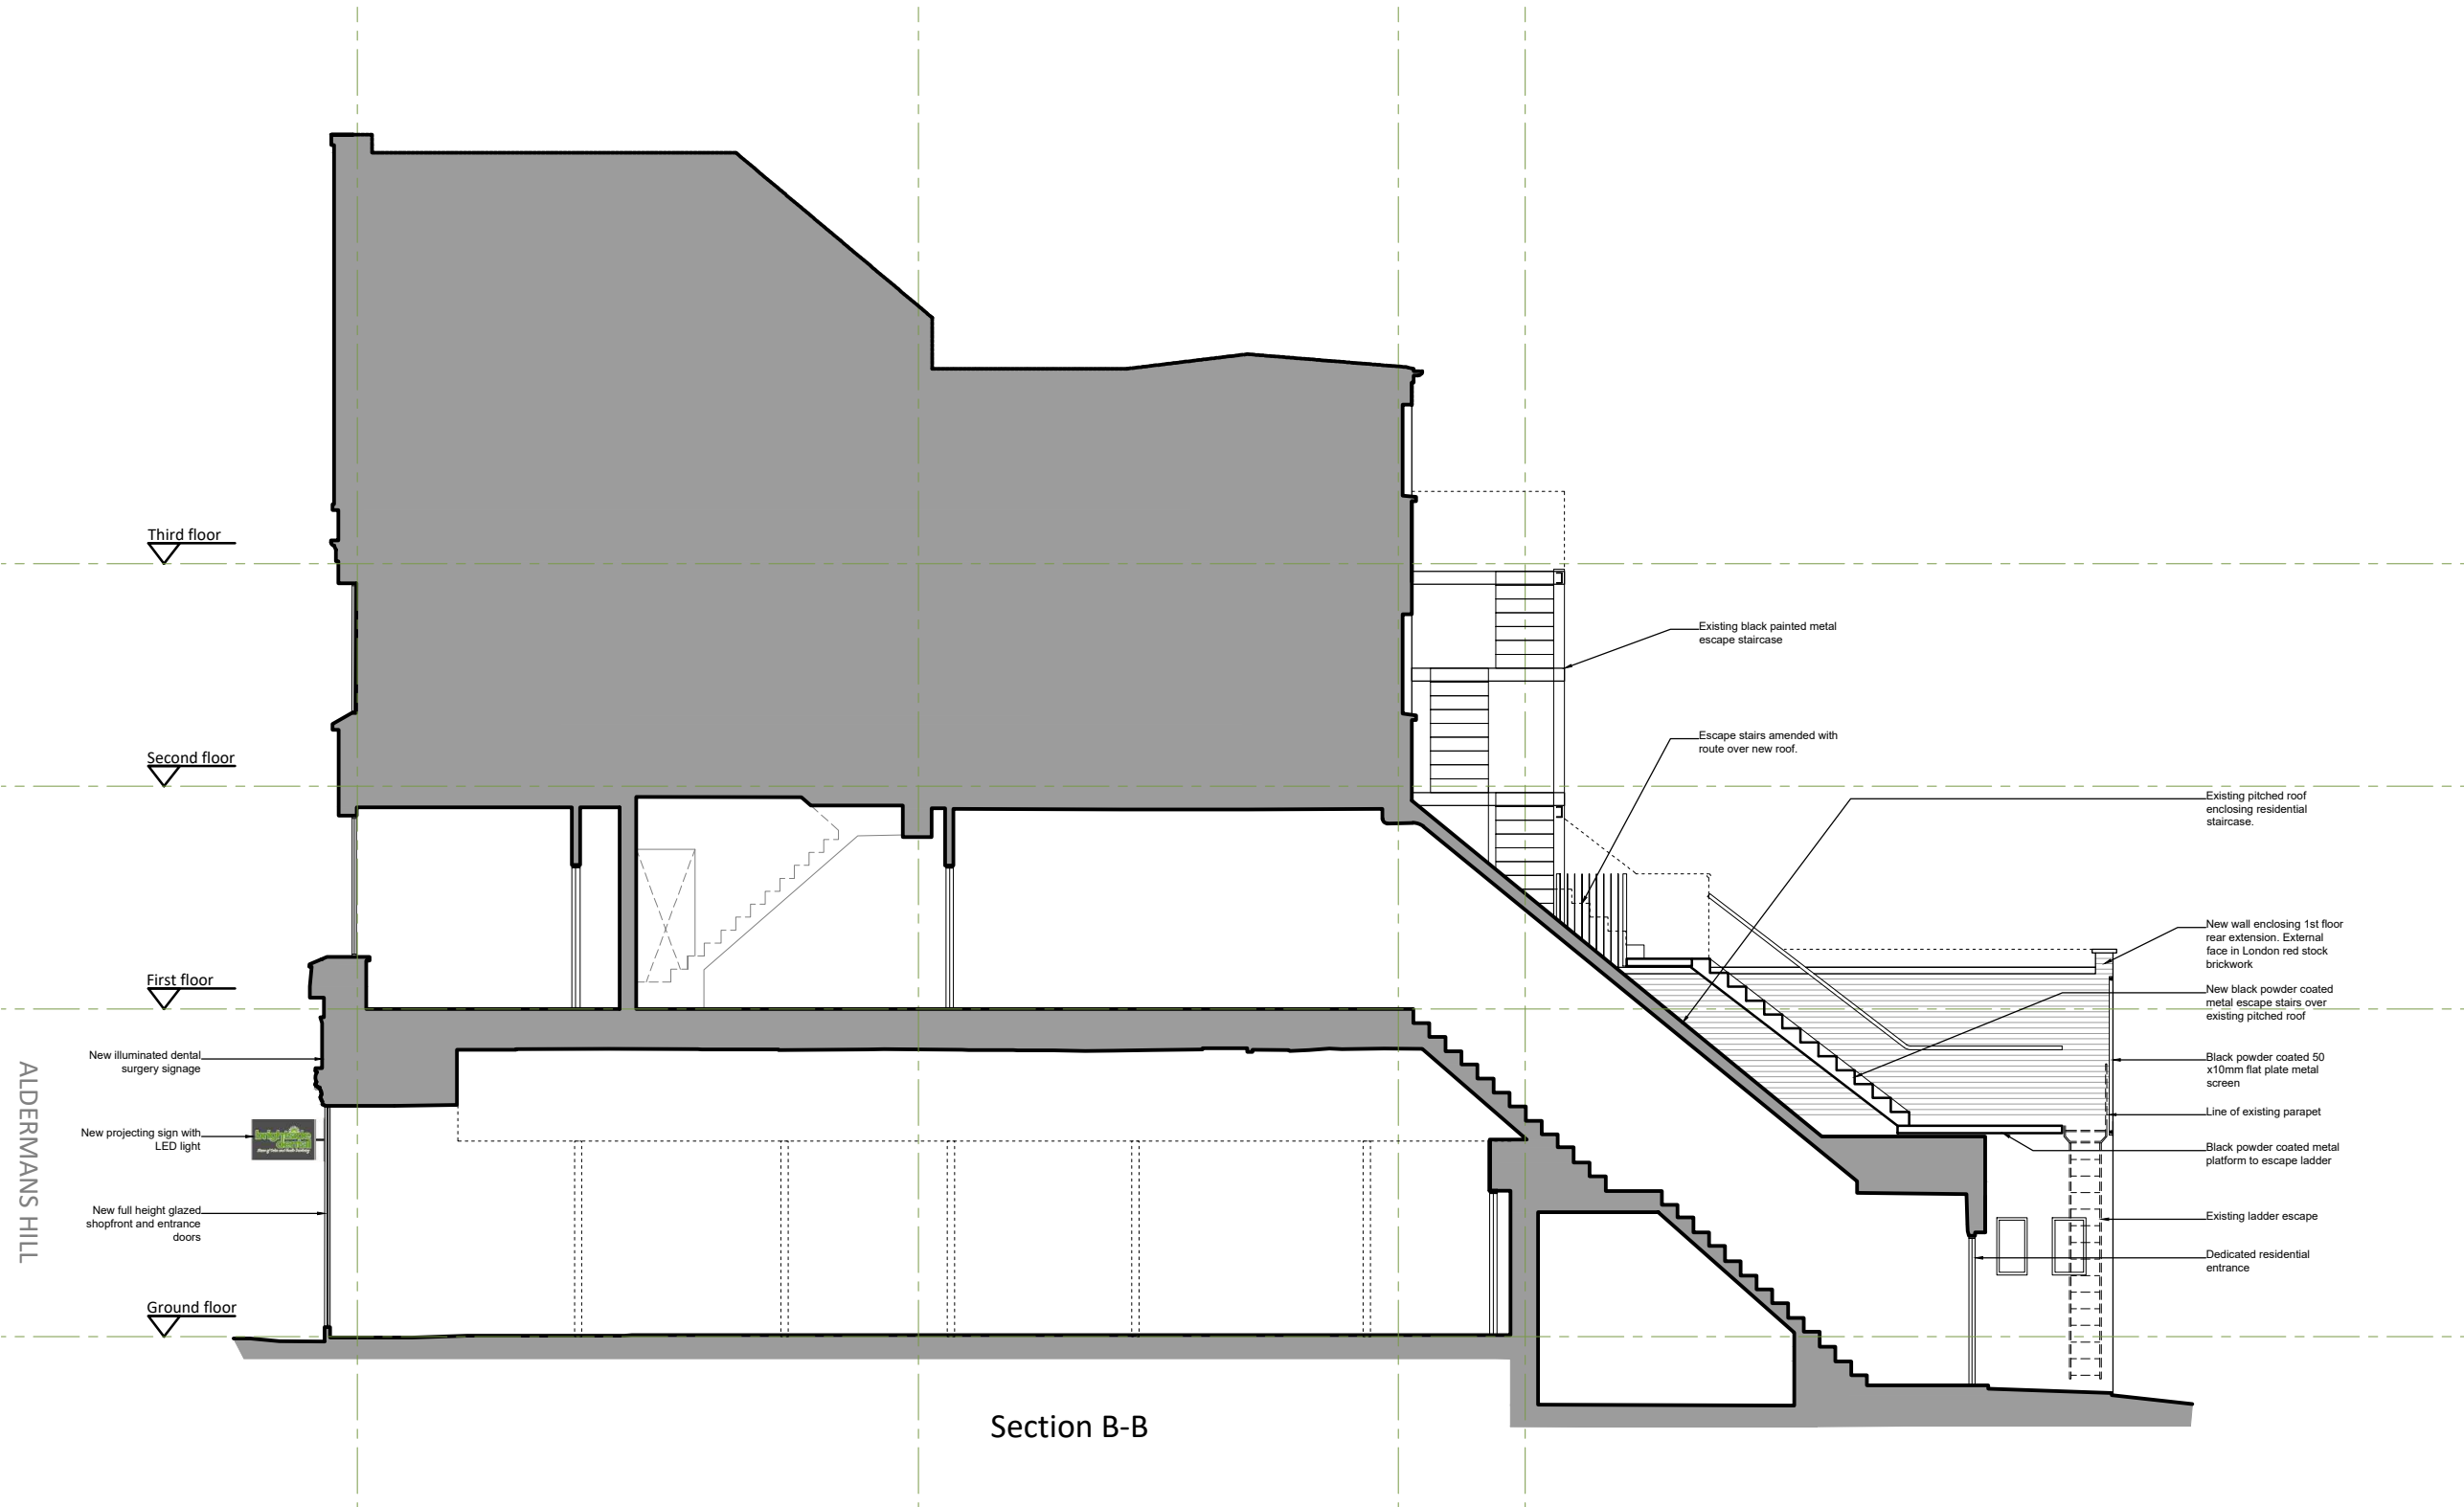 Third floor
Existing black painted metal
escape staircase
Second floor
Escape stairs amended with
route over new roof.
Existing pitched roof
enclosing residential
staircase.
New wall enclosing 1st floor
rear extension. External
face in London red stock
brickwork
First floor
New black powder coated
metal escape stairs over
existing pitched roof
New illuminated dental
surgery signage
Black powder coated 50
x10mm flat plate metal
screen
Line of existing parapet
New projecting sign with
LED light
dental
Black powder coated metal
platform to escape ladder
ALDERMANS HILL
New full height glazed
shopfront and entrance
doors
Existing ladder escape
Dedicated residential
entrance
Ground floor
Section B-B